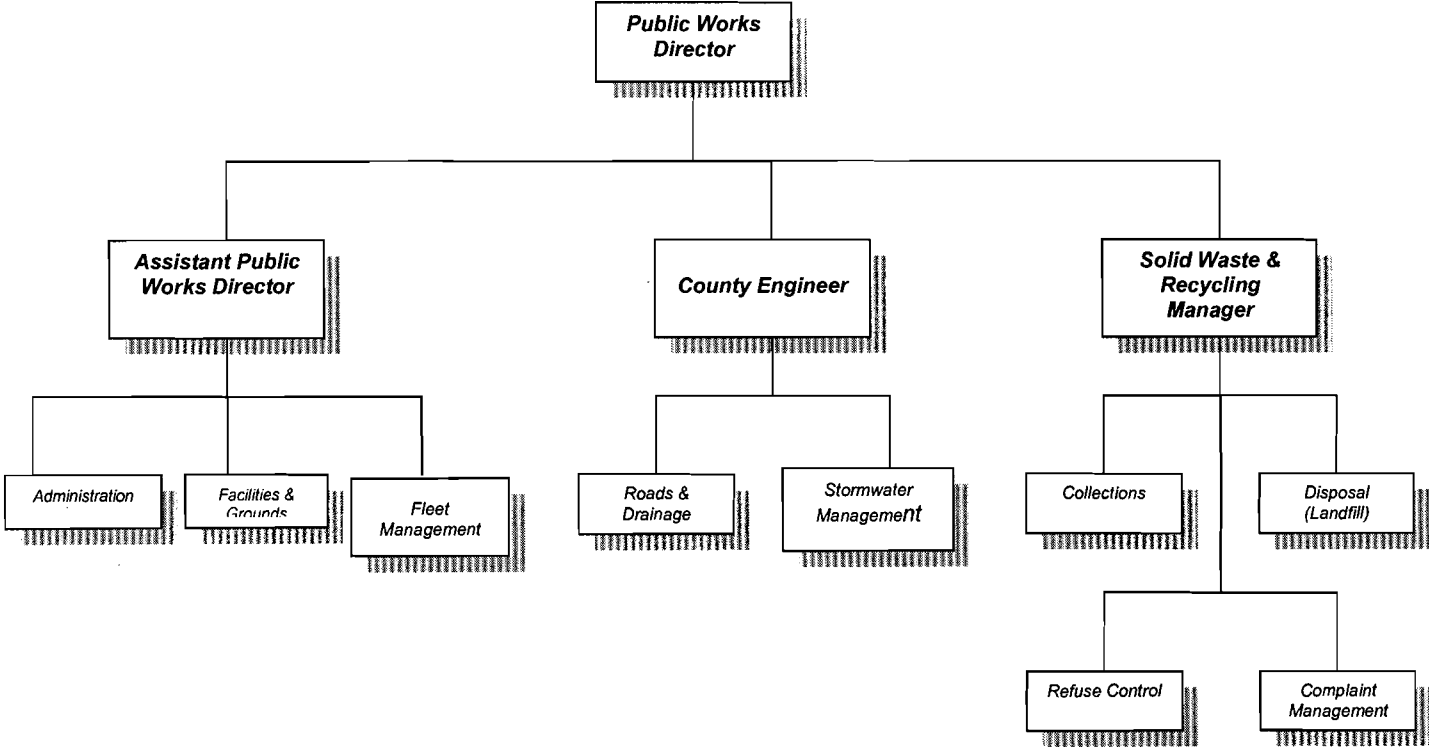 Public Works
Director
Assistant Public
Works Director
County Engineer
Solid Waste &
Recycling
Manager
Administration
Facilities &
Grounds
Fleet
Management
Roads &
Drainage
Stormwater
Management
Collections
Disposal
(Landfill)
Refuse Control
Complaint
Management